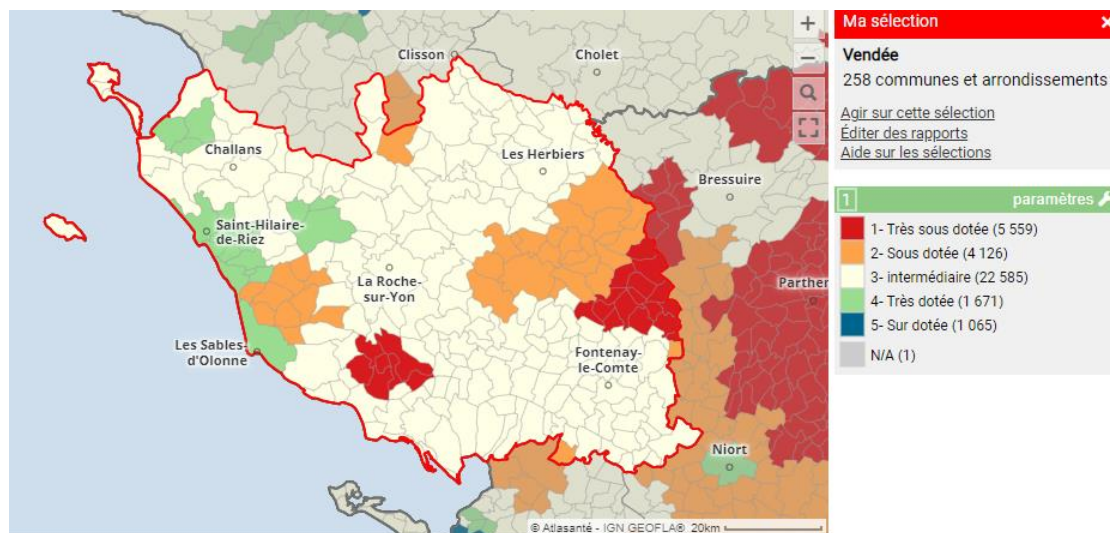 Clisson
Cholet
Challans
Les Herbiers
Bressuire
Saint-Hilaire-
de-Riez
La Roche-
sur-Yon
Parthen
Les Sables-
d'Olonne
Fontenay-
le-Comte
Niort
© Atlasanté - IGN GEOFLA® 20km
+
−
Ma sélection
Vendée
258 communes et arrondissements
Agir sur cette sélection
Éditer des rapports
Aide sur les sélections
1 paramètres
1- Très sous dotée (5 559)
2- Sous dotée (4 126)
3- intermédiaire (22 585)
4- Très dotée (1 671)
5- Sur dotée (1 065)
N/A (1)